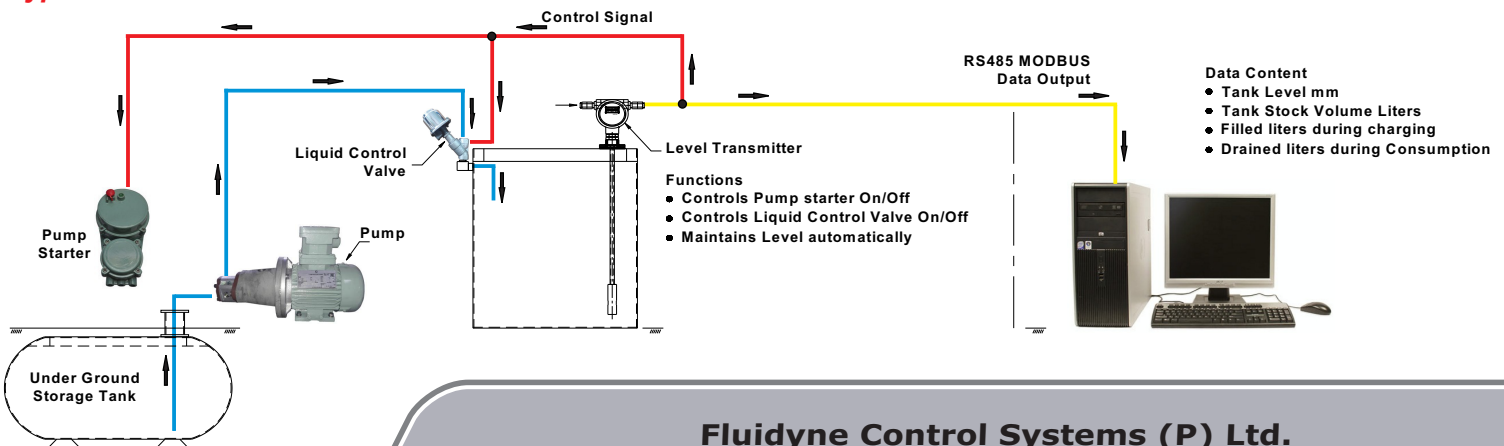 Control Signal
RS485 MODBUS
Data Output
Data Content
Tank Level mm
Tank Stock Volume Liters
Filled liters during charging
Drained liters during Consumption
Liquid Control
Valve
Level Transmitter
Functions
Controls Pump starter On/Off
Controls Liquid Control Valve On/Off
Maintains Level automatically
Pump
Starter
Pump
Under Ground
Storage Tank
Fluidyne Control Systems (P) Ltd.